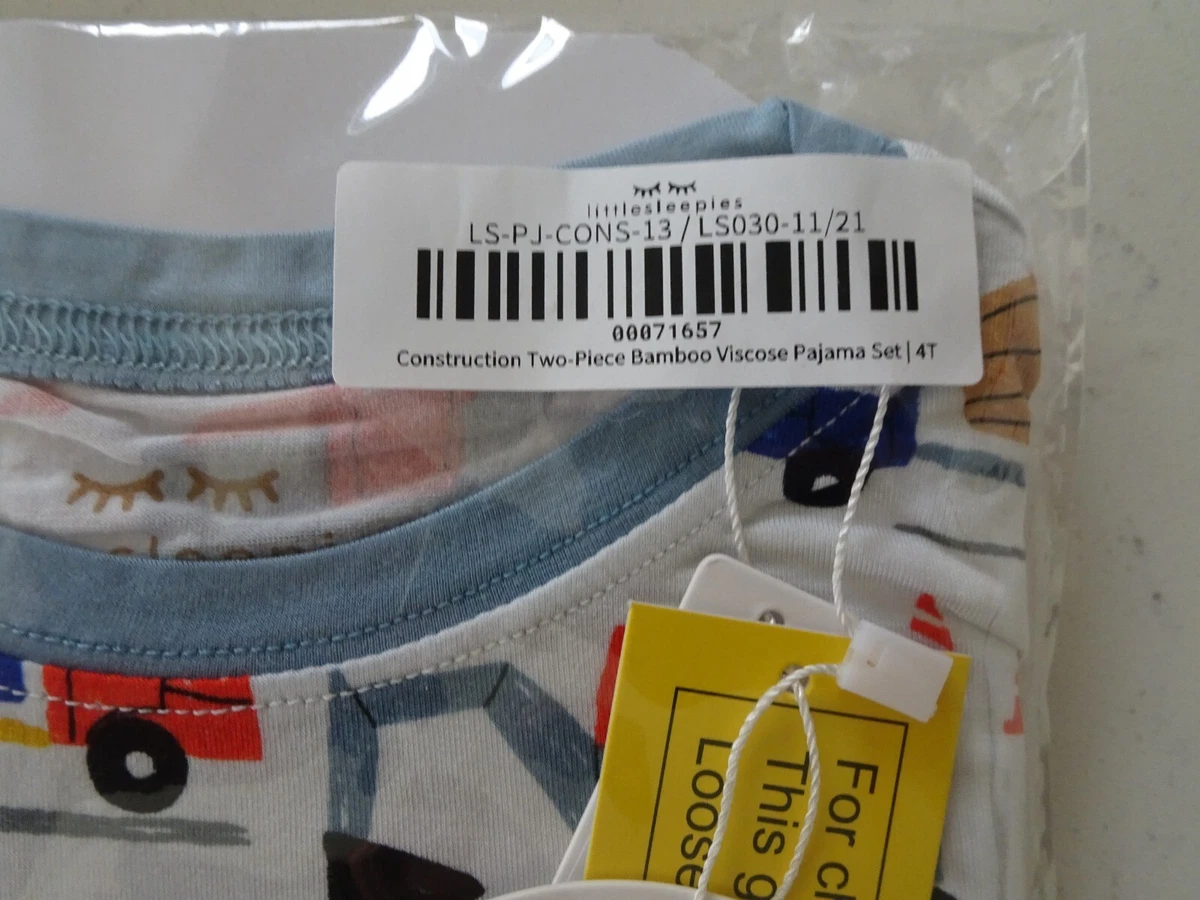 littlesleepies
LS-PJ-CONS-13 / LS030-11/21
00071657
Construction Two-Piece Bamboo Viscose Pajama Set | 4T
For
This
Loose